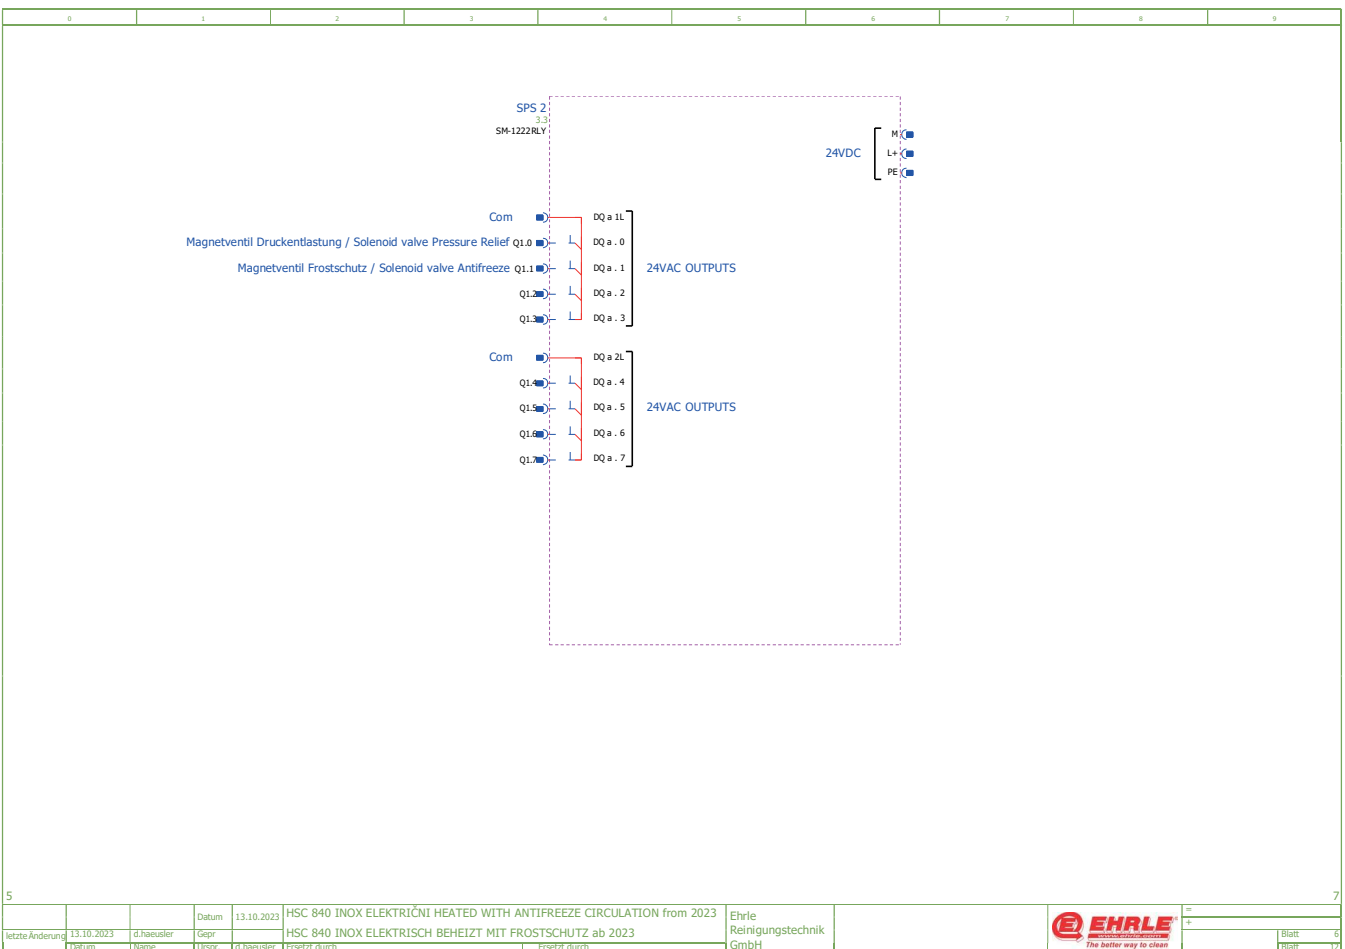 0 1 2 3 4 5 6 7 8 9
SPS 2
3.3
SM-1222RLY
M
24VDC L+
PE
Com DQ a 1L
Magnetventil Druckentlastung / Solenoid valve Pressure Relief Q1.0 DQ a . 0
Magnetventil Frostschutz / Solenoid valve Antifreeze Q1.1 DQ a . 1 24VAC OUTPUTS
Q1.2 DQ a . 2
Q1.3 DQ a . 3
Com DQ a 2L
Q1.4 DQ a . 4
Q1.5 DQ a . 5 24VAC OUTPUTS
Q1.6 DQ a . 6
Q1.7 DQ a . 7
5 7
Datum 13.10.2023 HSC 840 INOX ELEKTRIČNI HEATED WITH ANTIFREEZE CIRCULATION from 2023 Ehrle =
Reinigungstechnik EHRLE +
www.ehrle.com
letzte Änderung 13.10.2023 d.haeusler Gepr HSC 840 INOX ELEKTRISCH BEHEIZT MIT FROSTSCHUTZ ab 2023 Blatt 6
Datum Name Urspr d.haeusler Ersetzt durch Ersetzt durch GmbH The better way to clean Blatt 12